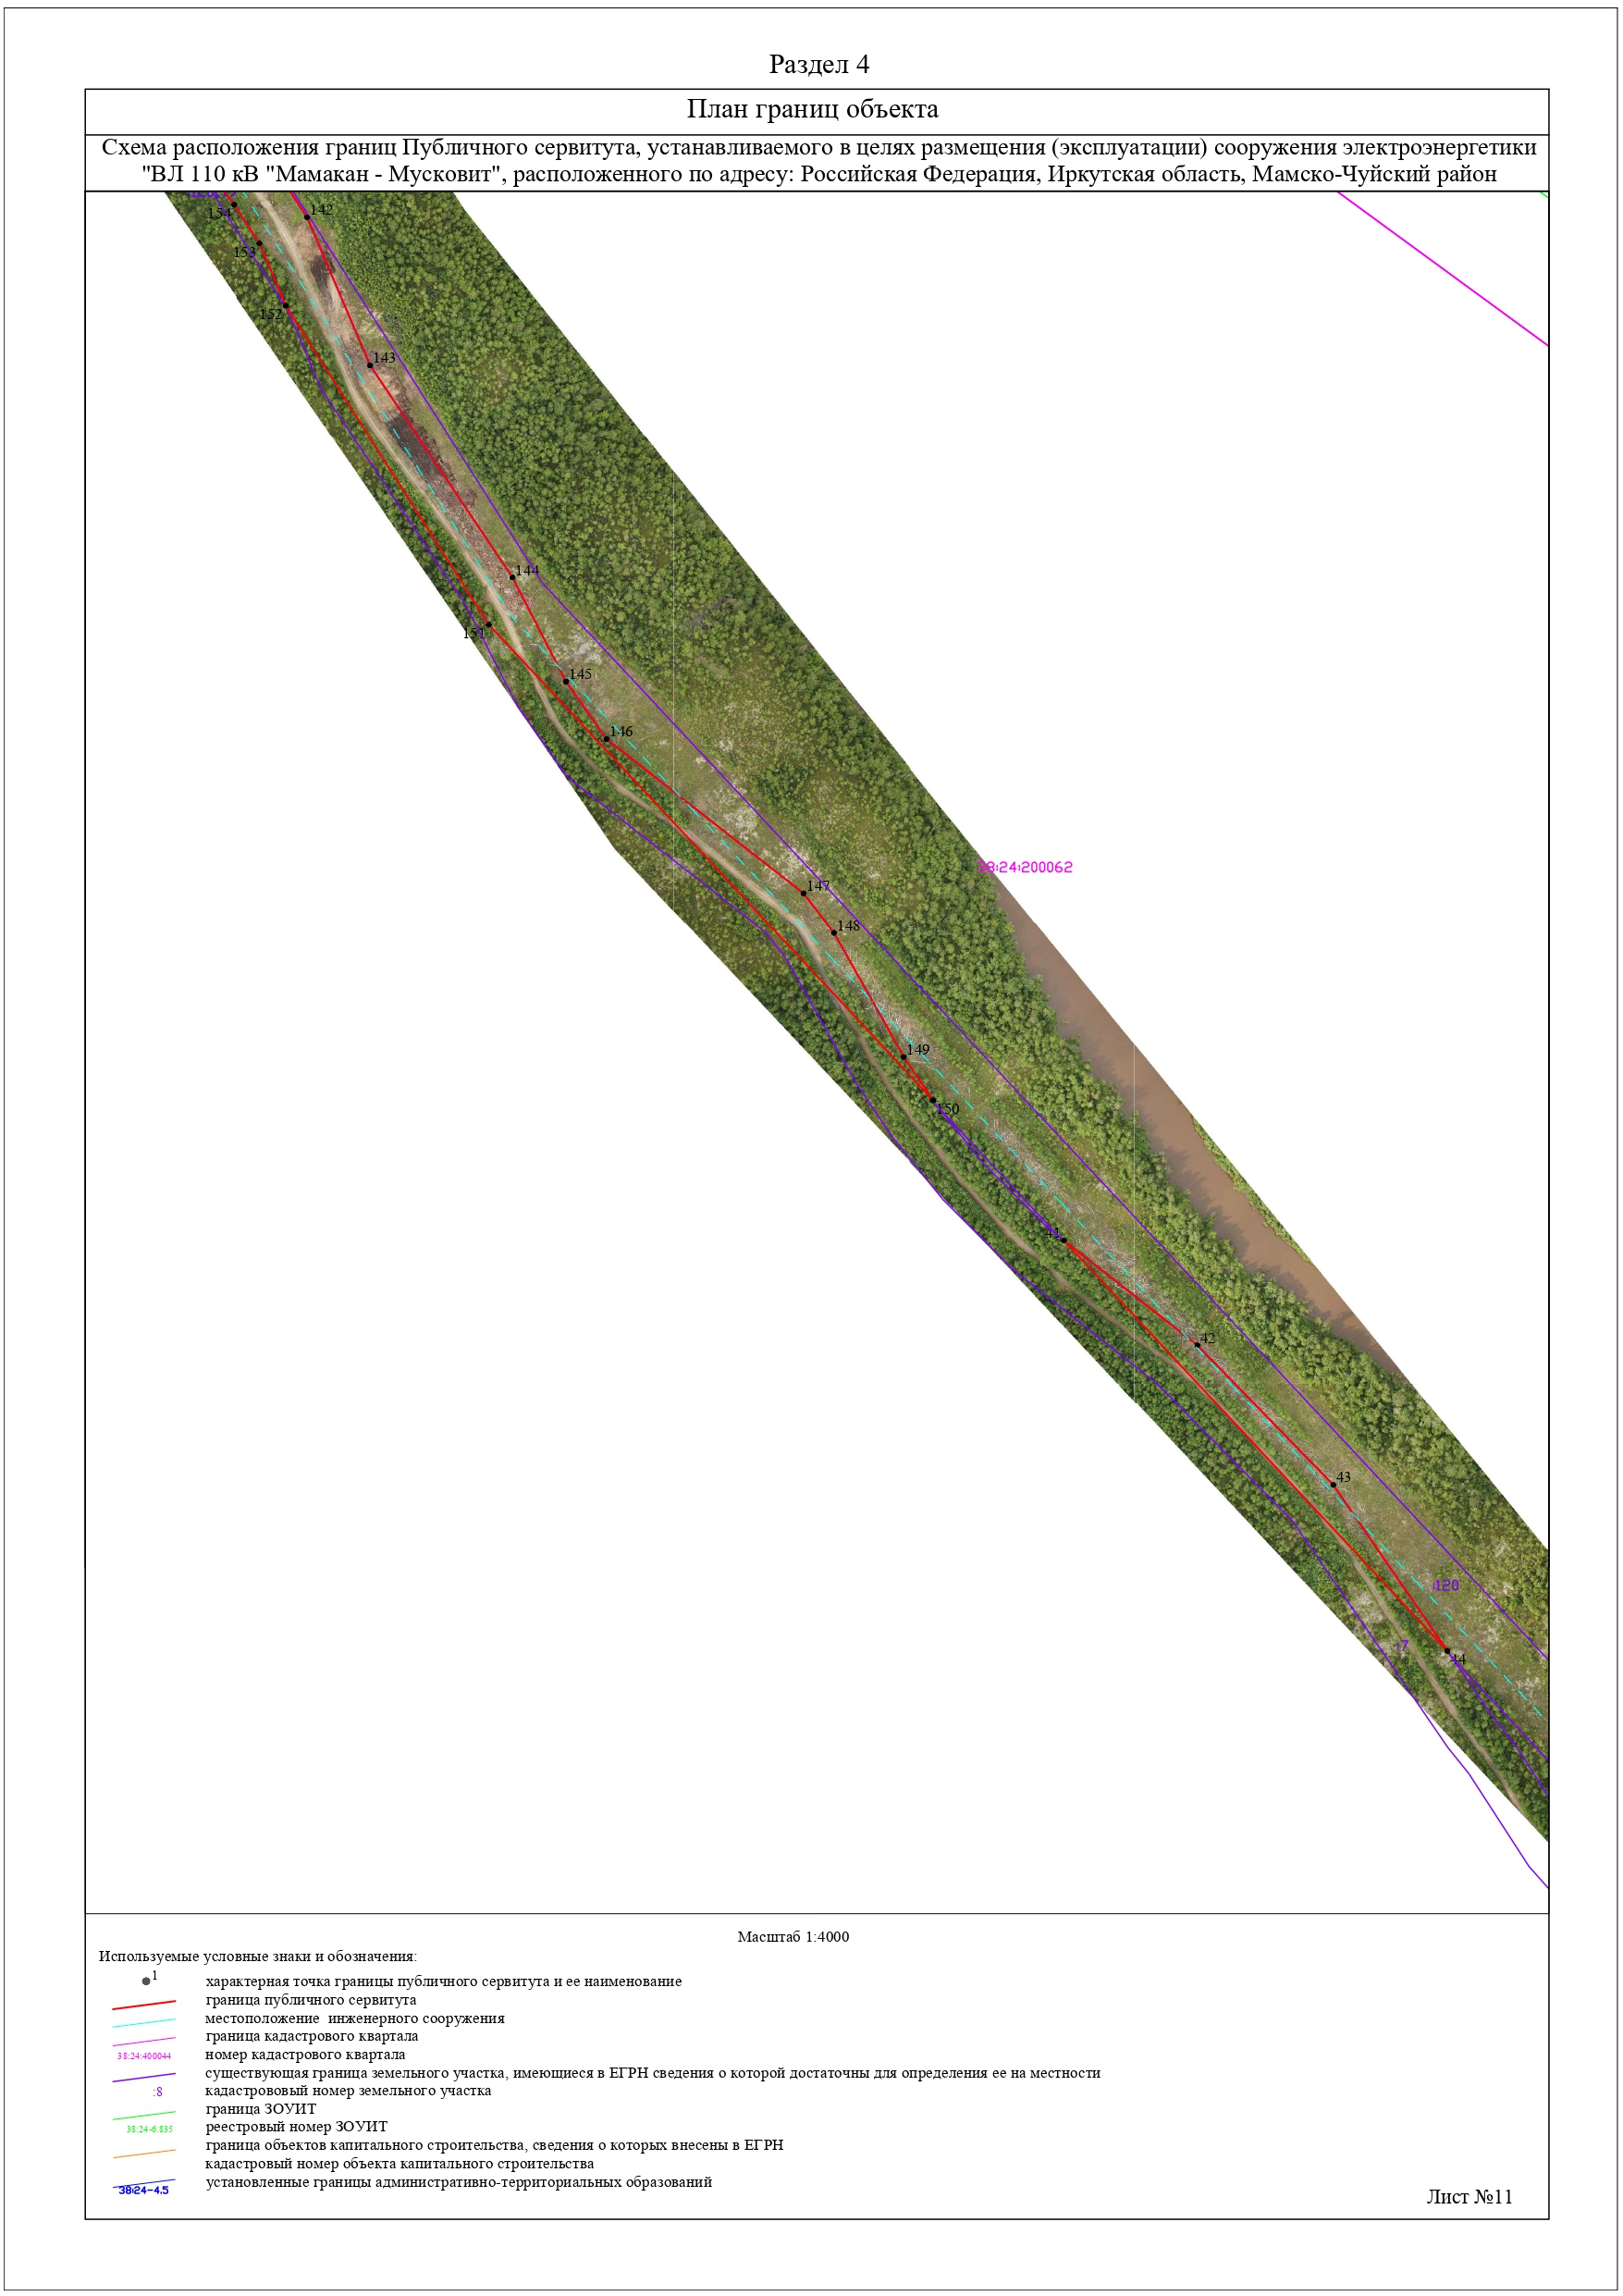 Раздел 4
План границ объекта
Схема расположения границ Публичного сервитута, устанавливаемого в целях размещения (эксплуатации) сооружения электроэнергетики
"ВЛ 110 кВ "Мамакан - Мусковит", расположенного по адресу: Российская Федерация, Иркутская область, Мамско-Чуйский район
154
142
153
152
143
144
151
145
146
38:24:200062
147
148
149
150
41
42
43
:120
:7
44
Масштаб 1:4000
Используемые условные знаки и обозначения:
1 характерная точка границы публичного сервитута и ее наименование
граница публичного сервитута
местоположение инженерного сооружения
граница кадастрового квартала
38:24:400044 номер кадастрового квартала
существующая граница земельного участка, имеющиеся в ЕГРН сведения о которой достаточны для определения ее на местности
:8 кадастрововый номер земельного участка
граница ЗОУИТ
38:24-6.835 реестровый номер ЗОУИТ
граница объектов капитального строительства, сведения о которых внесены в ЕГРН
кадастровый номер объекта капитального строительства
38:24-4.5 установленные границы административно-территориальных образований
Лист №11